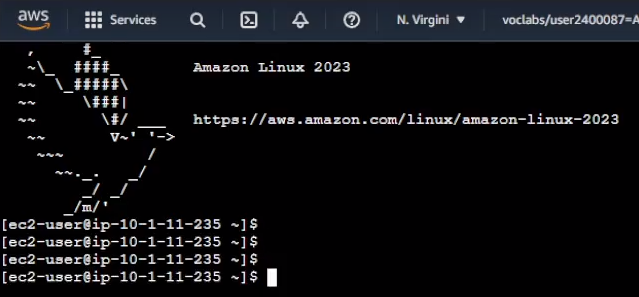 aws Services N. Virgini voclabs/user2400087=A
Amazon Linux 2023
https://aws.amazon.com/linux/amazon-linux-2023
[ec2-user@ip-10-1-11-235 ~]$
[ec2-user@ip-10-1-11-235 ~]$
[ec2-user@ip-10-1-11-235 ~]$
[ec2-user@ip-10-1-11-235 ~]$